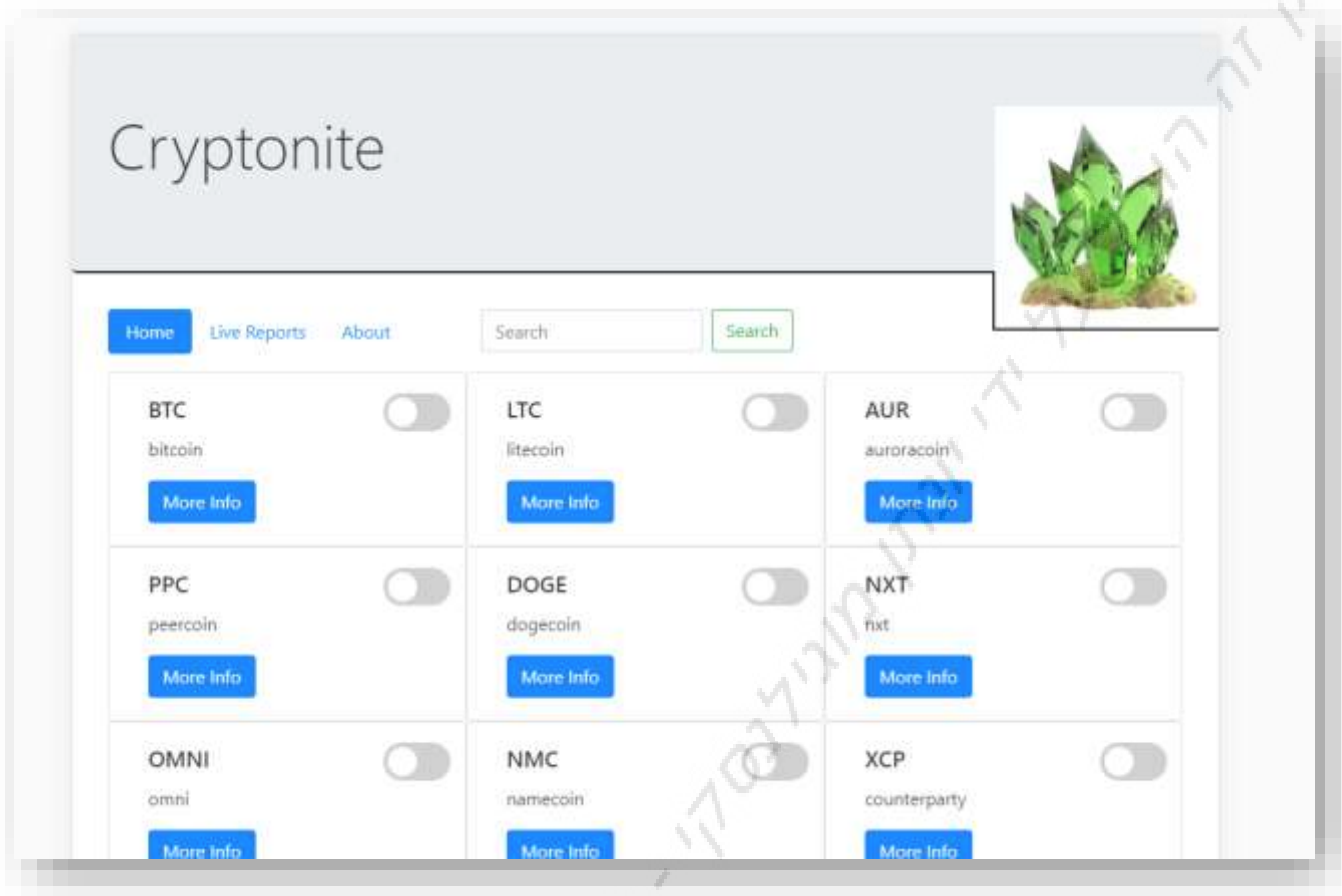 Cryptonite
Home Live Reports About Search Search
BTC LTC AUR
bitcoin litecoin auroracoin
More Info More Info More Info
PPC DOGE NXT
peercoin dogecoin nxt
More Info More Info More Info
OMNI NMC XCP
omni namecoin counterparty
More Info More Info More Info